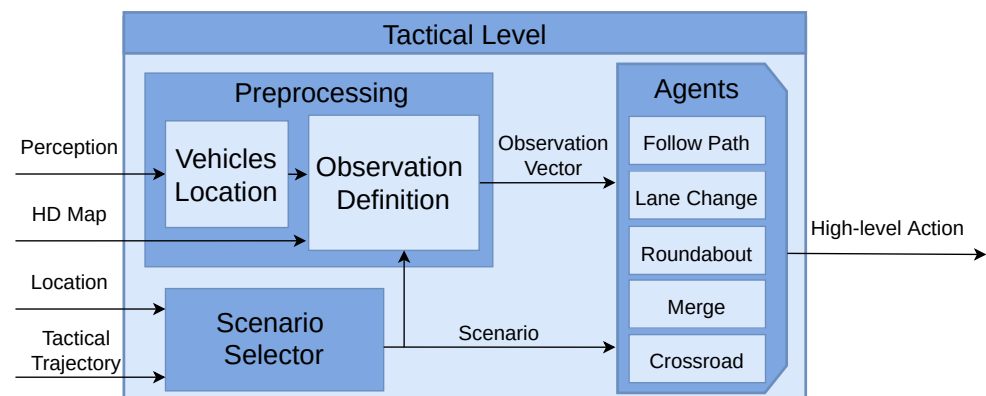 Tactical Level
Preprocessing
Agents
Perception
Vehicles
Location
Observation
Definition
Observation
Vector
Follow Path
Lane Change
HD Map
Roundabout
High-level Action
Location
Merge
Tactical
Trajectory
Scenario
Selector
Scenario
Crossroad